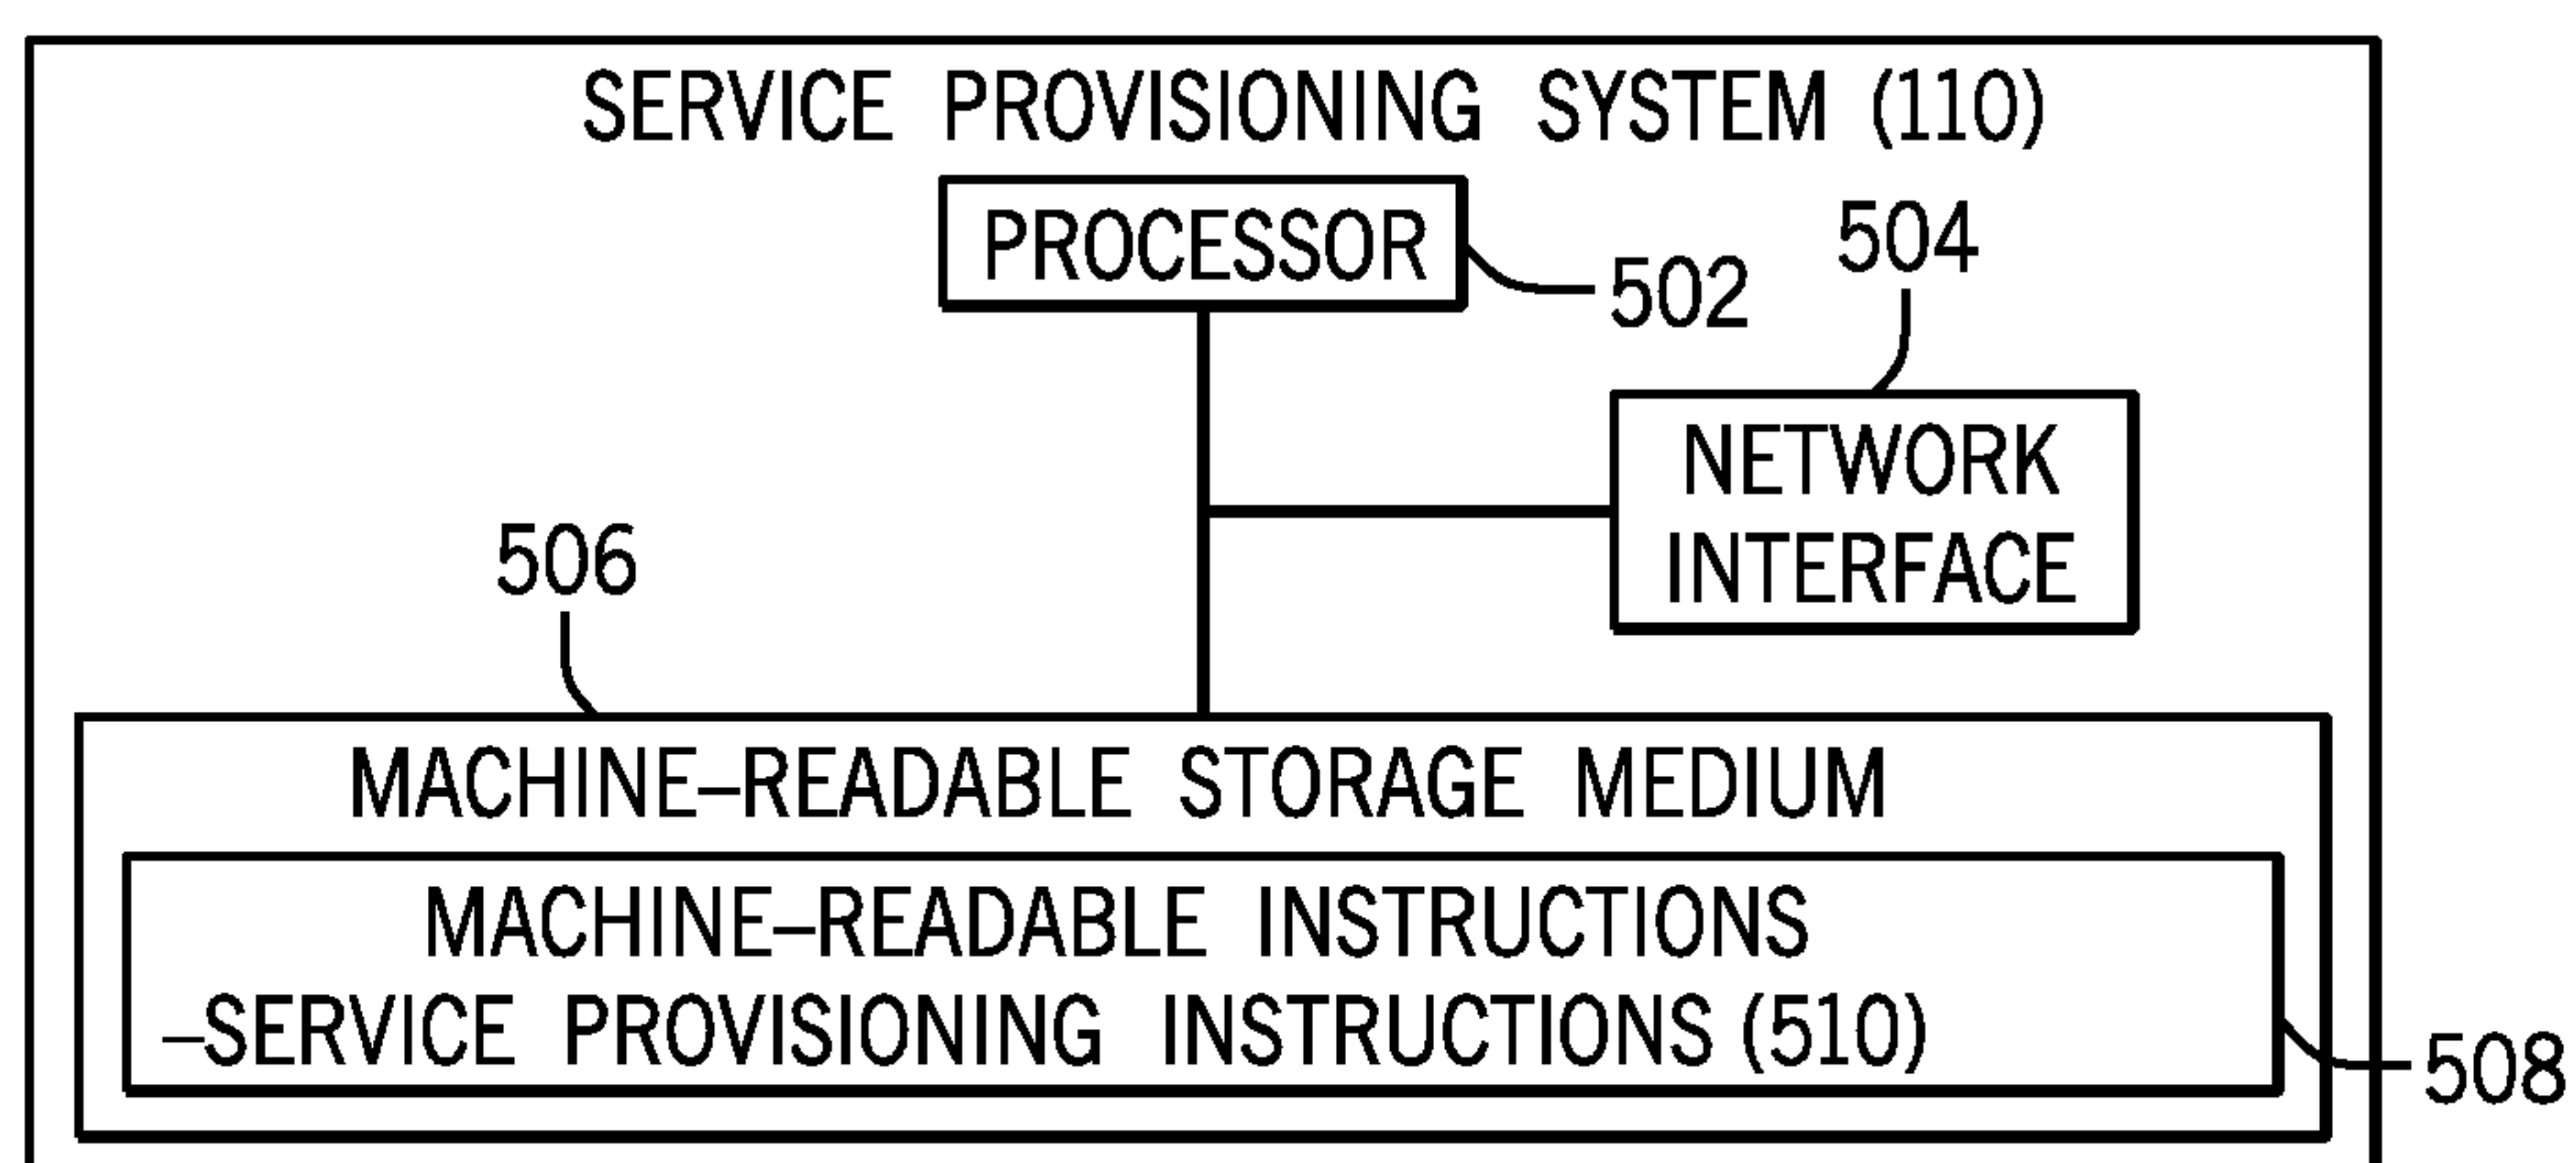 SERVICE PROVISIONING SYSTEM (110)
PROCESSOR
502
504
NETWORK
INTERFACE
506
MACHINE–READABLE STORAGE MEDIUM
MACHINE–READABLE INSTRUCTIONS
–SERVICE PROVISIONING INSTRUCTIONS (510)
508